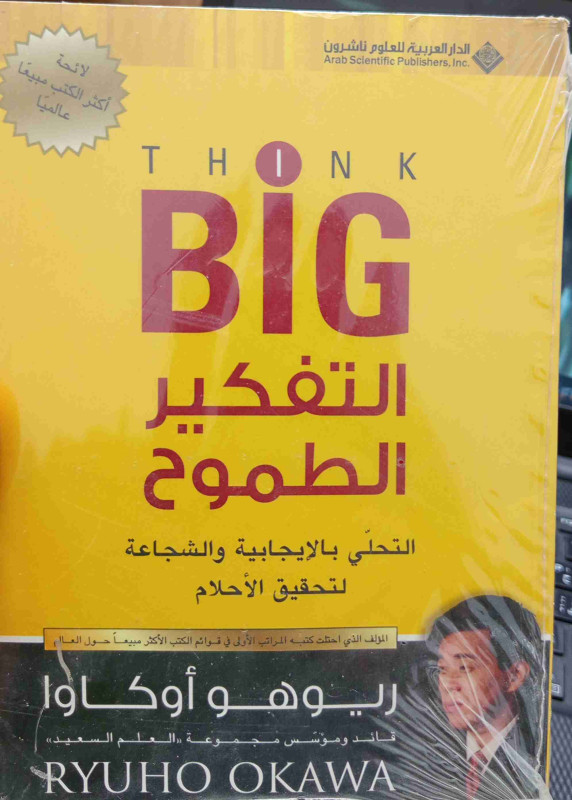 الدار العربية للعلوم ناشرون
Arab Scientific Publishers, Inc.
لائحة
أكثر الكتب مبيعًا
عالميًا
THINK
BIG
التفكير
الطموح
التحلّي بالإيجابية والشجاعة
لتحقيق الأحلام
المؤلف الذي احتلت كتبه المراتب الأولى في قوائم الكتب الأكثر مبيعاً حول العالم
ريوهو أوكاوا
قائد ومؤسس مجموعة «العلم السعيد»
RYUHO OKAWA